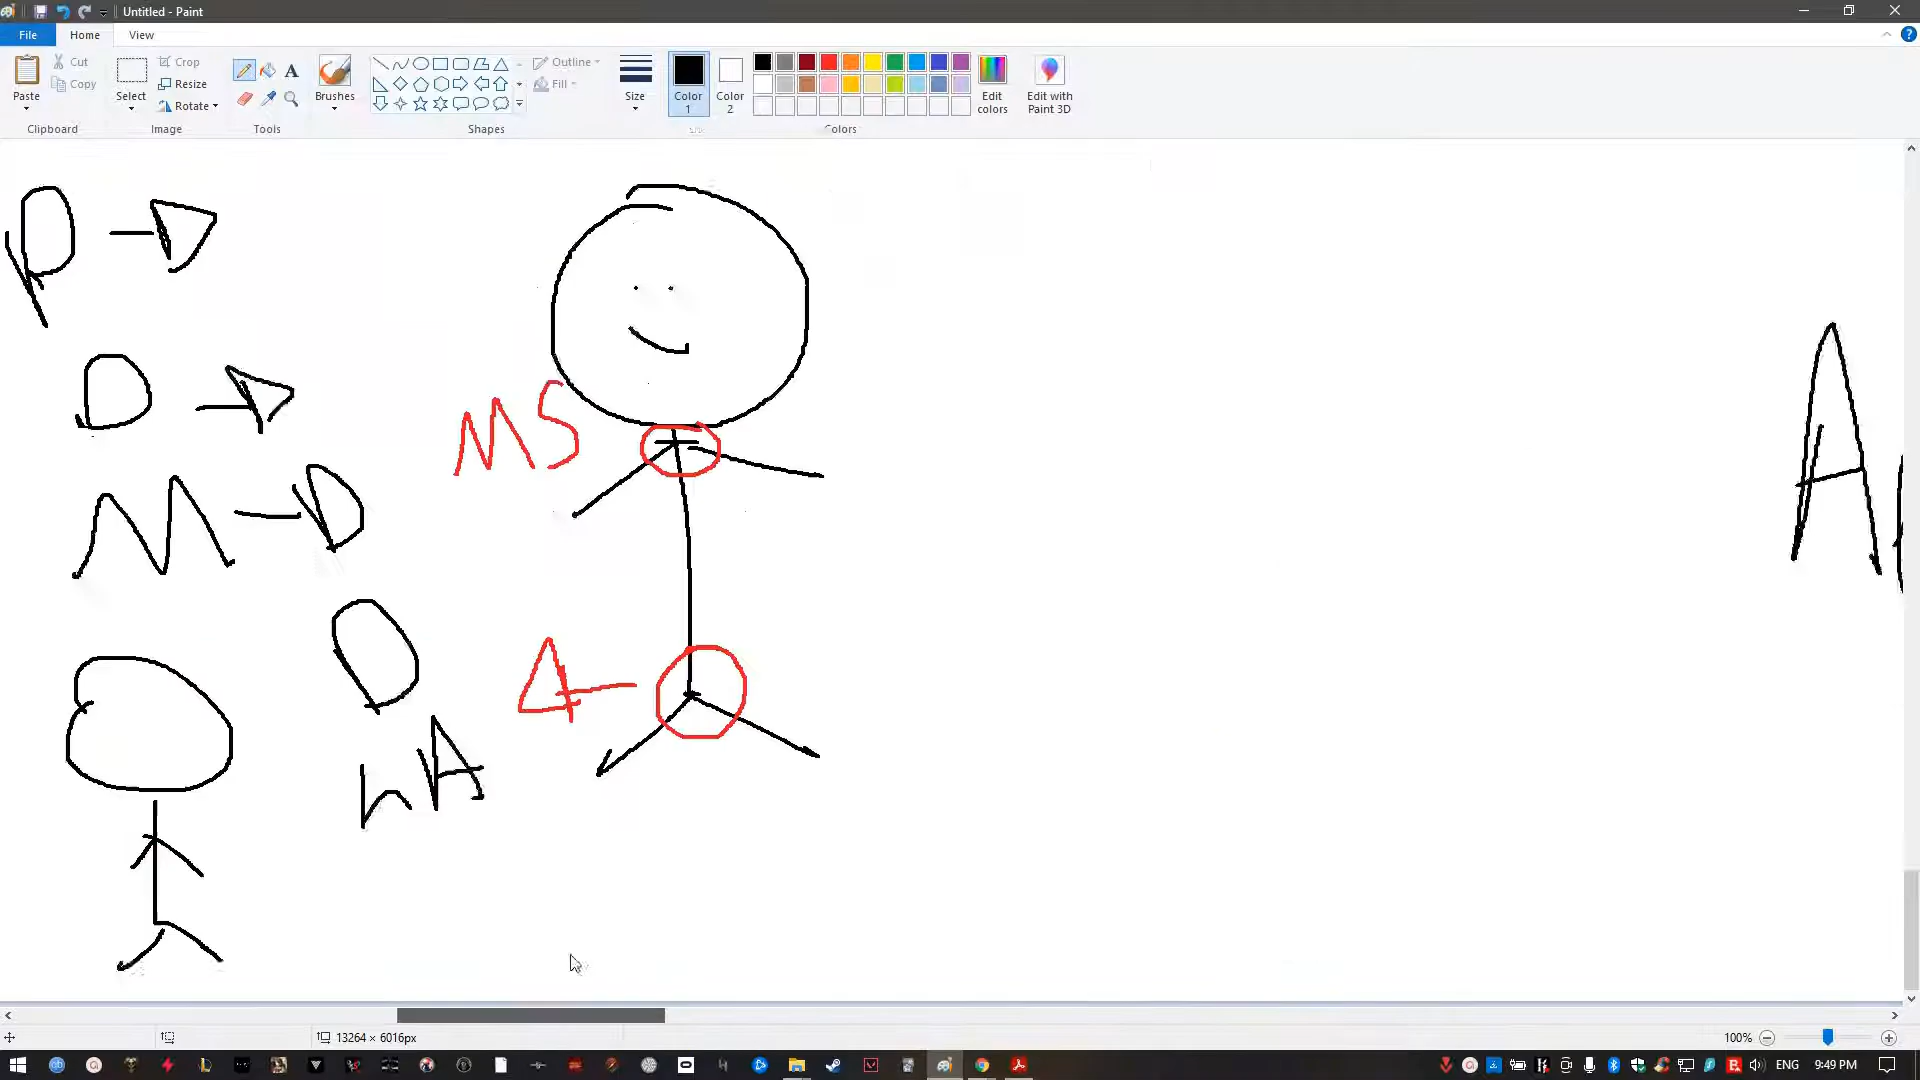 Untitled - Paint
File Home View
Paste
Cut
Copy
Clipboard
Select
Crop
Resize
Rotate
Image
A
Tools
Brushes
Shapes
Outline
Fill
Size
Color 1
Color 2
Edit colors
Edit with Paint 3D
Colors
D
M
MS
D
hA
A
13264 × 6016px
100%
ENG
9:49 PM